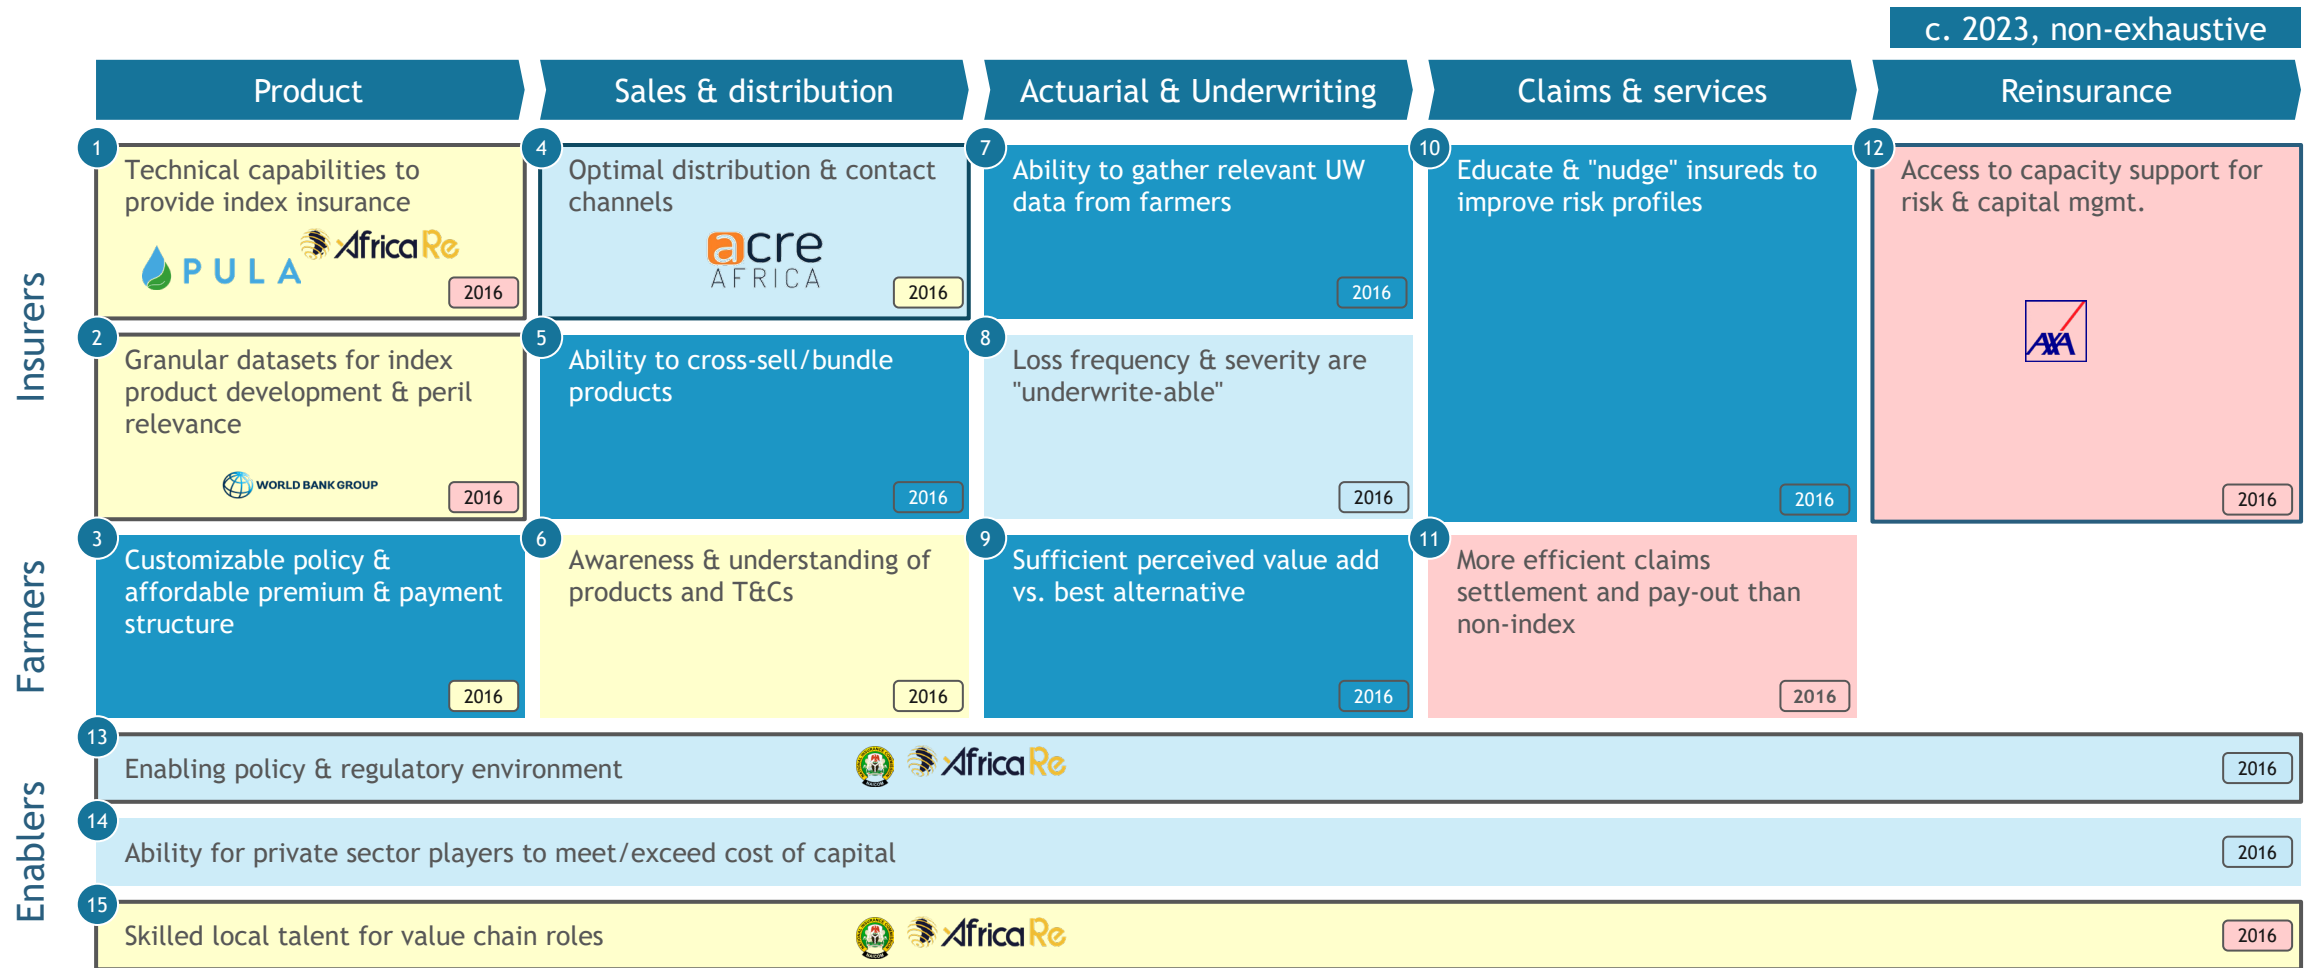 c. 2023, non-exhaustive
Product
Sales & distribution
Actuarial & Underwriting
Claims & services
Reinsurance
Insurers
1
Technical capabilities to
provide index insurance
PULA
AfricaRe
2016
4
Optimal distribution & contact
channels
acre
AFRICA
2016
7
Ability to gather relevant UW
data from farmers
2016
10
Educate & "nudge" insureds to
improve risk profiles
2016
12
Access to capacity support for
risk & capital mgmt.
AXA
2016
2
Granular datasets for index
product development & peril
relevance
WORLD BANK GROUP
2016
5
Ability to cross-sell/bundle
products
2016
8
Loss frequency & severity are
"underwrite-able"
2016
Farmers
3
Customizable policy &
affordable premium & payment
structure
2016
6
Awareness & understanding of
products and T&Cs
2016
9
Sufficient perceived value add
vs. best alternative
2016
11
More efficient claims
settlement and pay-out than
non-index
2016
Enablers
13
Enabling policy & regulatory environment
NAICOM
AfricaRe
2016
14
Ability for private sector players to meet/exceed cost of capital
2016
15
Skilled local talent for value chain roles
NAICOM
AfricaRe
2016